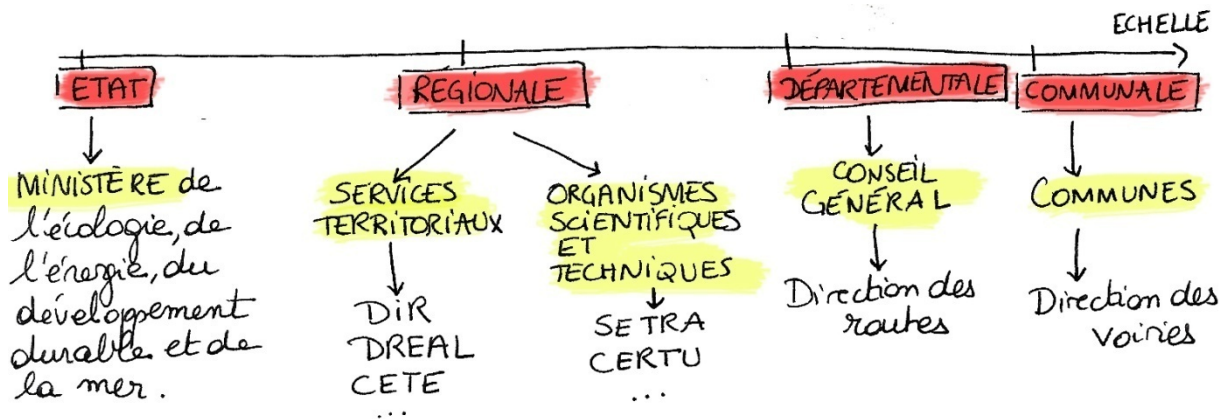 ECHELLE
ETAT
REGIONALE
DÉPARTEMENTALE
COMMUNALE
MINISTÈRE de
l'écologie, de
l'énergie, du
développement
durable et de
la mer.
SERVICES
TERRITORIAUX
DIR
DREAL
CETE
...
ORGANISMES
SCIENTIFIQUES
ET
TECHNIQUES
SETRA
CERTU
...
CONSEIL
GÉNÉRAL
Direction des
routes
COMMUNES
Direction des
voiries